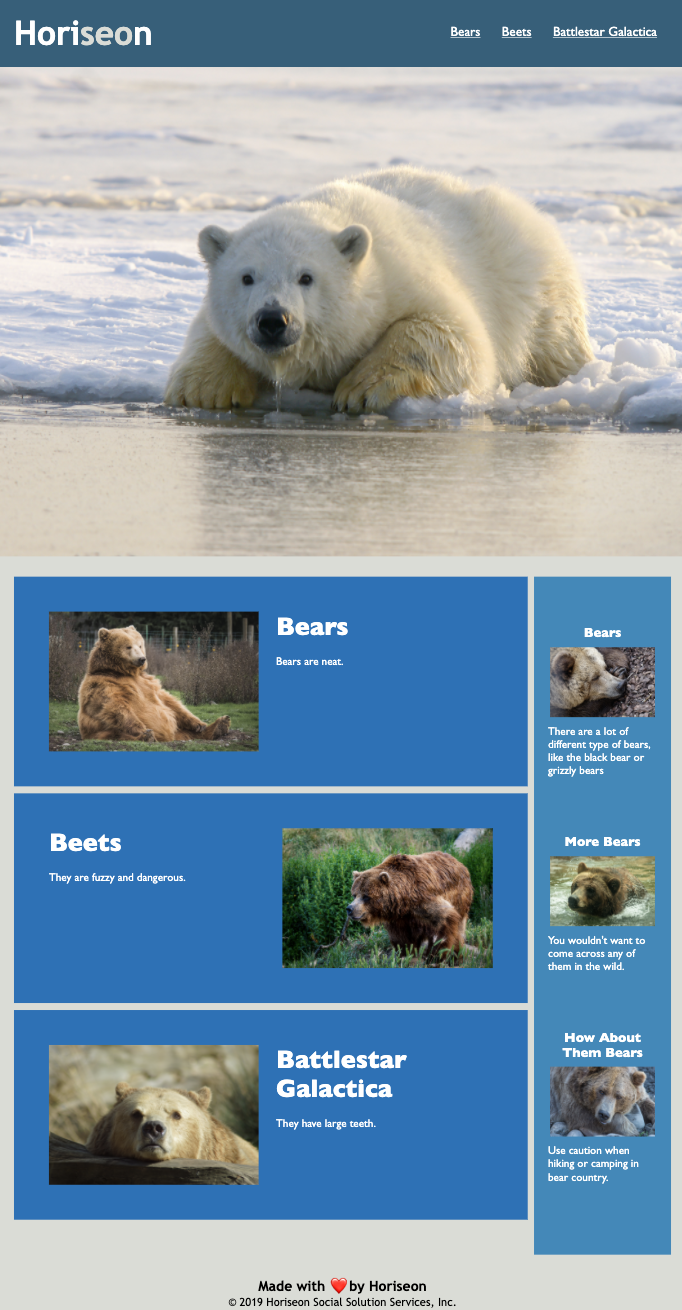 Horiseon
Bears Beets Battlestar Galactica
Bears
Bears are neat.
Beets
They are fuzzy and dangerous.
Battlestar
Galactica
They have large teeth.
Bears
There are a lot of
different type of bears,
like the black bear or
grizzly bears
More Bears
You wouldn't want to
come across any of
them in the wild.
How About
Them Bears
Use caution when
hiking or camping in
bear country.
Made with ❤️by Horiseon
© 2019 Horiseon Social Solution Services, Inc.